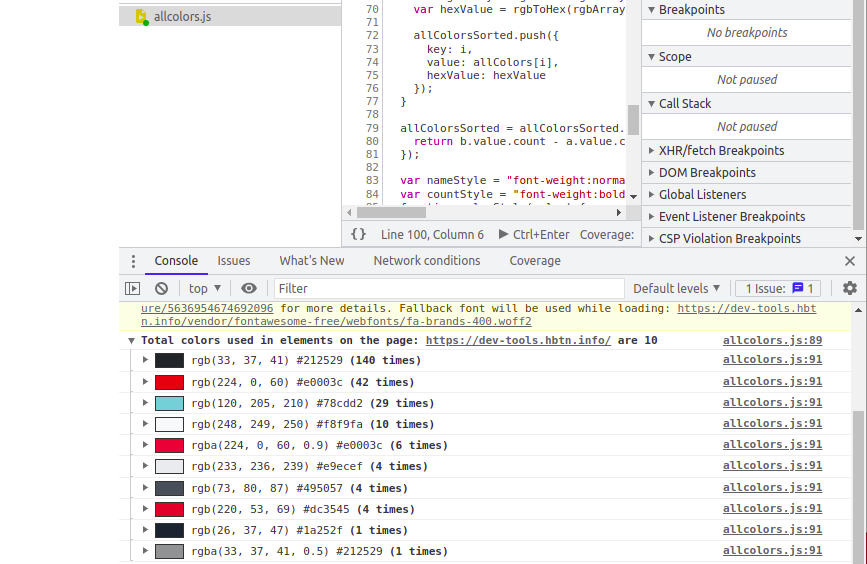 allcolors.js
70 var hexValue = rgbToHex(rgbArray
71
72 allColorsSorted.push({
73 key: i,
74 value: allColors[i],
75 hexValue: hexValue
76 });
77 }
78
79 allColorsSorted = allColorsSorted.
80 return b.value.count - a.value.c
81 });
82
83 var nameStyle = "font-weight:norma
84 var countStyle = "font-weight:bold
{} Line 100, Column 6 Ctrl+Enter Coverage:
Breakpoints
No breakpoints
Scope
Not paused
Call Stack
Not paused
XHR/fetch Breakpoints
DOM Breakpoints
Global Listeners
Event Listener Breakpoints
CSP Violation Breakpoints
Console Issues What's New Network conditions Coverage
top Filter Default levels 1 Issue: 1
ure/5636954674692096 for more details. Fallback font will be used while loading: https://dev-tools.hbt
n.info/vendor/fontawesome-free/webfonts/fa-brands-400.woff2
Total colors used in elements on the page: https://dev-tools.hbtn.info/ are 10 allcolors.js:89
rgb(33, 37, 41) #212529 (140 times) allcolors.js:91
rgb(224, 0, 60) #e0003c (42 times) allcolors.js:91
rgb(120, 205, 210) #78cdd2 (29 times) allcolors.js:91
rgb(248, 249, 250) #f8f9fa (10 times) allcolors.js:91
rgba(224, 0, 60, 0.9) #e0003c (6 times) allcolors.js:91
rgb(233, 236, 239) #e9ecef (4 times) allcolors.js:91
rgb(73, 80, 87) #495057 (4 times) allcolors.js:91
rgb(220, 53, 69) #dc3545 (4 times) allcolors.js:91
rgb(26, 37, 47) #1a252f (1 times) allcolors.js:91
rgba(33, 37, 41, 0.5) #212529 (1 times) allcolors.js:91